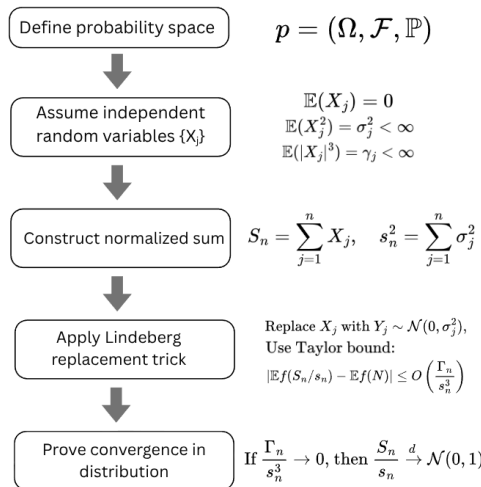 Define probability space
p = (Ω, ℱ, ℙ)
Assume independent
random variables {Xⱼ}
𝔼(Xⱼ) = 0
𝔼(Xⱼ²) = σⱼ² < ∞
𝔼(|Xⱼ|³) = γⱼ < ∞
Construct normalized sum
Sₙ = ∑ⱼ₌₁ⁿ Xⱼ, sₙ² = ∑ⱼ₌₁ⁿ σⱼ²
Apply Lindeberg
replacement trick
Replace Xⱼ with Yⱼ ∼ 𝒩(0, σⱼ²),
Use Taylor bound:
|𝔼f(Sₙ/sₙ) − 𝔼f(N)| ≤ O(Γₙ/sₙ³)
Prove convergence in
distribution
If Γₙ/sₙ³ → 0, then Sₙ/sₙ →ᵈ 𝒩(0, 1)